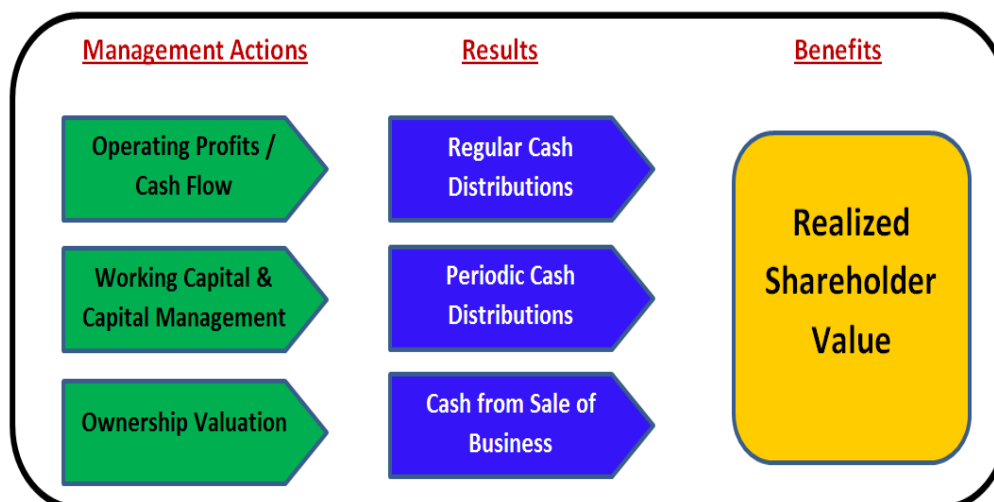 Management Actions
Results
Benefits
Operating Profits /
Cash Flow
Regular Cash
Distributions
Working Capital &
Capital Management
Periodic Cash
Distributions
Ownership Valuation
Cash from Sale of
Business
Realized
Shareholder
Value